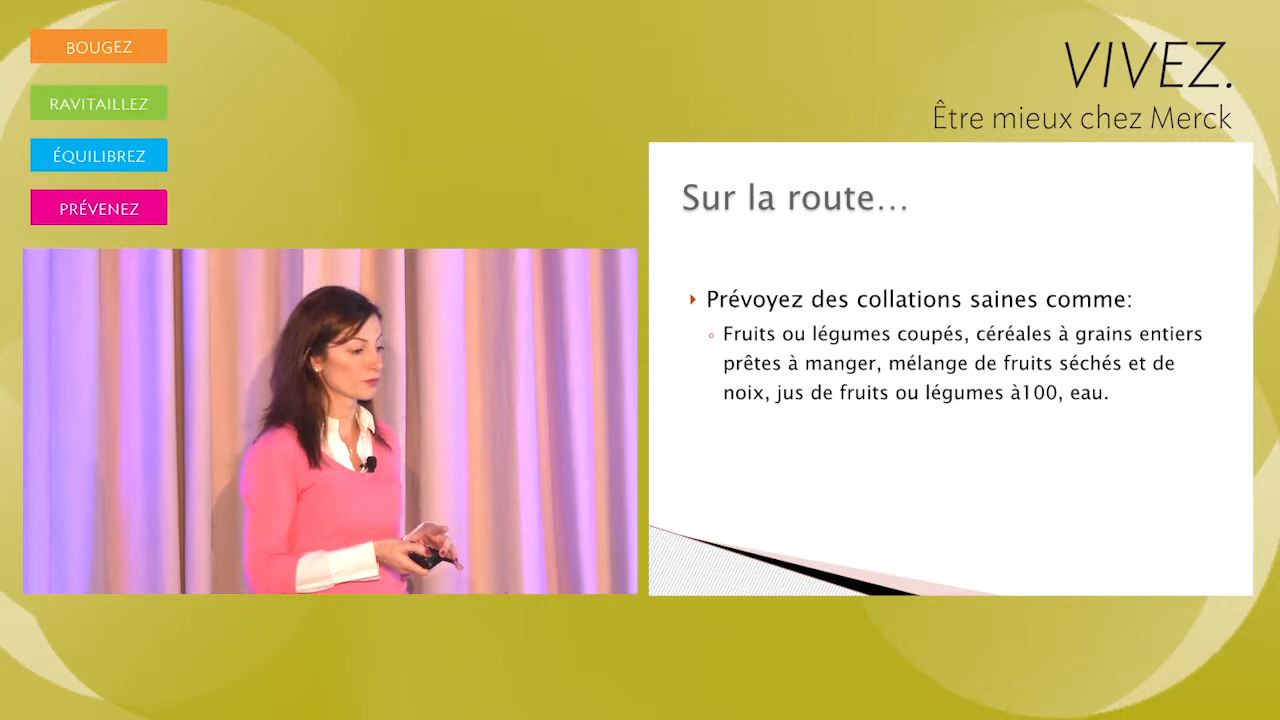 BOUGEZ
RAVITAILLEZ
ÉQUILIBREZ
PRÉVENEZ
VIVEZ.
Être mieux chez Merck
Sur la route…
Prévoyez des collations saines comme:
Fruits ou légumes coupés, céréales à grains entiers
prêtes à manger, mélange de fruits séchés et de
noix, jus de fruits ou légumes à100, eau.